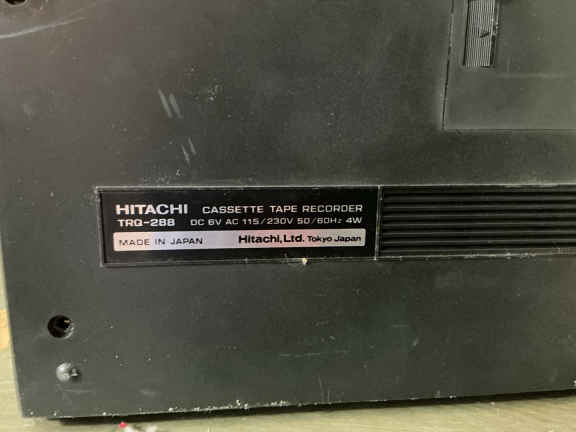 HITACHI CASSETTE TAPE RECORDER
TRQ-288 DC 6V AC 115/230V 50/60Hz 4W
MADE IN JAPAN Hitachi,Ltd. Tokyo Japan